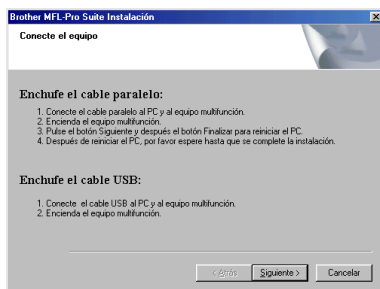 Brother MFL-Pro Suite Instalación
Conecte el equipo
Enchufe el cable paralelo:
1. Conecte el cable paralelo al PC y al equipo multifunción.
2. Encienda el equipo multifunción.
3. Pulse el botón Siguiente y después el botón Finalizar para reiniciar el PC.
4. Después de reiniciar el PC, por favor espere hasta que se complete la instalación.
Enchufe el cable USB:
1. Conecte el cable USB al PC y al equipo multifunción.
2. Encienda el equipo multifunción.
< Atrás Siguiente > Cancelar